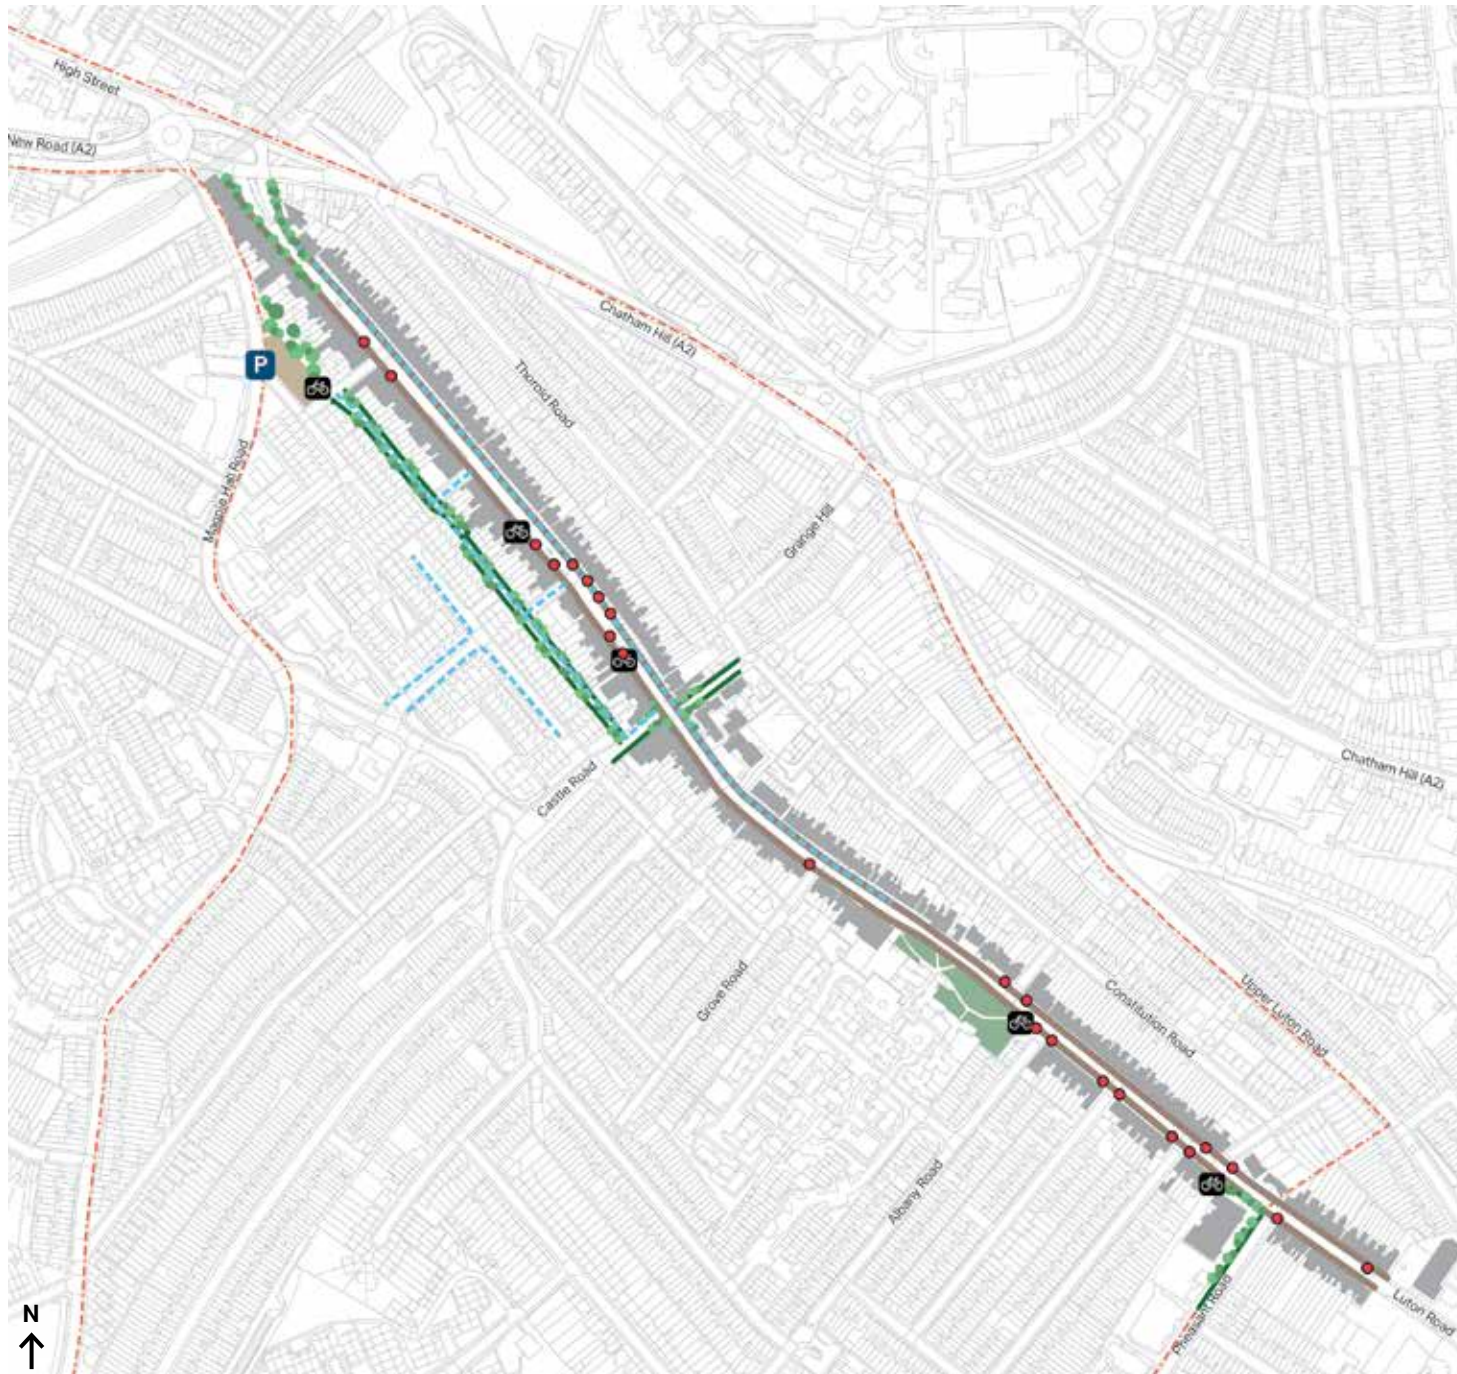 High Street
New Road (A2)
Chatham Hill (A2)
P
Thorold Road
Magpie Hall Road
Grange Hill
Chatham Hill (A2)
Castle Road
Grove Road
Constitution Road
Upper Luton Road
Albany Road
Luton Road
Pheasant Road
N